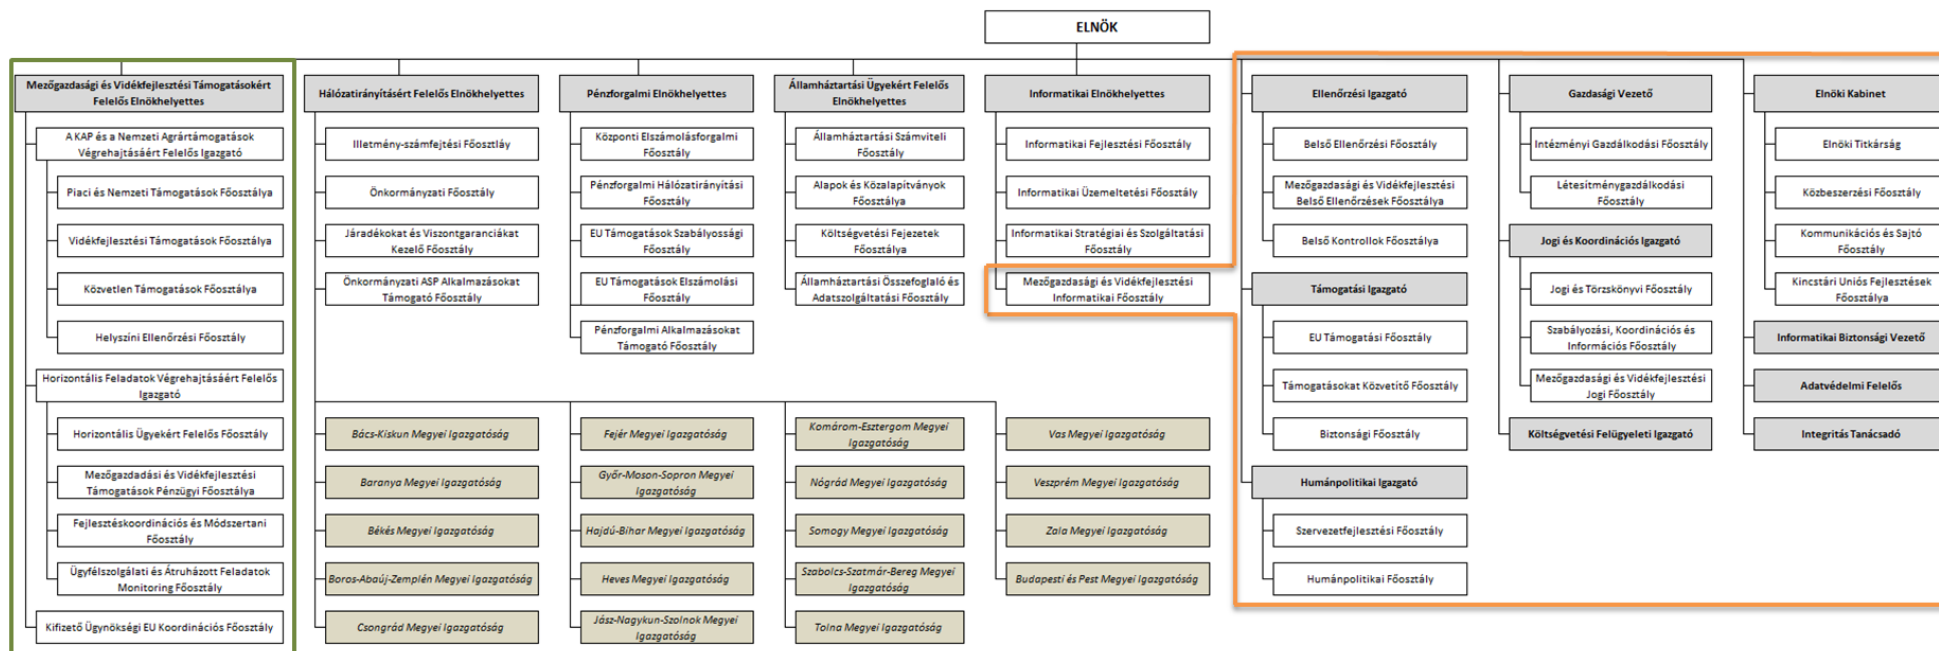 ELNÖK
Mezőgazdasági és Vidékfejlesztési Támogatásokért
Felelős Elnökhelyettes
A KAP és a Nemzeti Agrártámogatások
Végrehajtásáért Felelős Igazgató
Piaci és Nemzeti Támogatások Főosztálya
Vidékfejlesztési Támogatások Főosztálya
Közvetlen Támogatások Főosztálya
Helyszíni Ellenőrzési Főosztály
Horizontális Feladatok Végrehajtásáért Felelős
Igazgató
Horizontális Ügyekért Felelős Főosztály
Mezőgazdadási és Vidékfejlesztési
Támogatások Pénzügyi Főosztálya
Fejlesztéskoordinációs és Módszertani
Főosztály
Ügyfélszolgálati és Átruházott Feladatok
Monitoring Főosztály
Kifizető Ügynökségi EU Koordinációs Főosztály
Hálózatirányításért Felelős Elnökhelyettes
Illetmény-számfejtési Főosztláy
Önkormányzati Főosztály
Járadékokat és Viszontgaranciákat
Kezelő Főosztály
Önkormányzati ASP Alkalmazásokat
Támogató Főosztály
Bács-Kiskun Megyei Igazgatóság
Baranya Megyei Igazgatóság
Békés Megyei Igazgatóság
Boros-Abaúj-Zemplén Megyei Igazgatóság
Csongrád Megyei Igazgatóság
Pénzforgalmi Elnökhelyettes
Központi Elszámolásforgalmi
Főosztály
Pénzforgalmi Hálózatirányítási
Főosztály
EU Támogatások Szabályossági
Főosztály
EU Támogatások Elszámolási
Főosztály
Pénzforgalmi Alkalmazásokat
Támogató Főosztály
Fejér Megyei Igazgatóság
Győr-Moson-Sopron Megyei
Igazgatóság
Hajdú-Bihar Megyei Igazgatóság
Heves Megyei Igazgatóság
Jász-Nagykun-Szolnok Megyei
Igazgatóság
Államháztartási Ügyekért Felelős
Elnökhelyettes
Államháztartási Számviteli
Főosztály
Alapok és Közalapítványok
Főosztálya
Költségvetési Fejezetek
Főosztálya
Államháztartási Összefoglaló és
Adatszolgáltatási Főosztály
Komárom-Esztergom Megyei
Igazgatóság
Nógrád Megyei Igazgatóság
Somogy Megyei Igazgatóság
Szabolcs-Szatmár-Bereg Megyei
Igazgatóság
Tolna Megyei Igazgatóság
Informatikai Elnökhelyettes
Informatikai Fejlesztési Főosztály
Informatikai Üzemeltetési Főosztály
Informatikai Stratégiai és Szolgáltatási
Főosztály
Mezőgazdasági és Vidékfejlesztési
Informatikai Főosztály
Vas Megyei Igazgatóság
Veszprém Megyei Igazgatóság
Zala Megyei Igazgatóság
Budapesti és Pest Megyei Igazgatóság
Ellenőrzési Igazgató
Belső Ellenőrzési Főosztály
Mezőgazdasági és Vidékfejlesztési
Belső Ellenőrzések Főosztálya
Belső Kontrollok Főosztálya
Támogatási Igazgató
EU Támogatási Főosztály
Támogatásokat Közvetítő Főosztály
Biztonsági Főosztály
Humánpolitikai Igazgató
Szervezetfejlesztési Főosztály
Humánpolitikai Főosztály
Gazdasági Vezető
Intézményi Gazdálkodási Főosztály
Létesítménygazdálkodási
Főosztály
Jogi és Koordinációs Igazgató
Jogi és Törzskönyvi Főosztály
Szabályozási, Koordinációs és
Információs Főosztály
Mezőgazdasági és Vidékfejlesztési
Jogi Főosztály
Költségvetési Felügyeleti Igazgató
Elnöki Kabinet
Elnöki Titkárság
Közbeszerzési Főosztály
Kommunikációs és Sajtó
Főosztály
Kincstári Uniós Fejlesztések
Főosztálya
Informatikai Biztonsági Vezető
Adatvédelmi Felelős
Integritás Tanácsadó